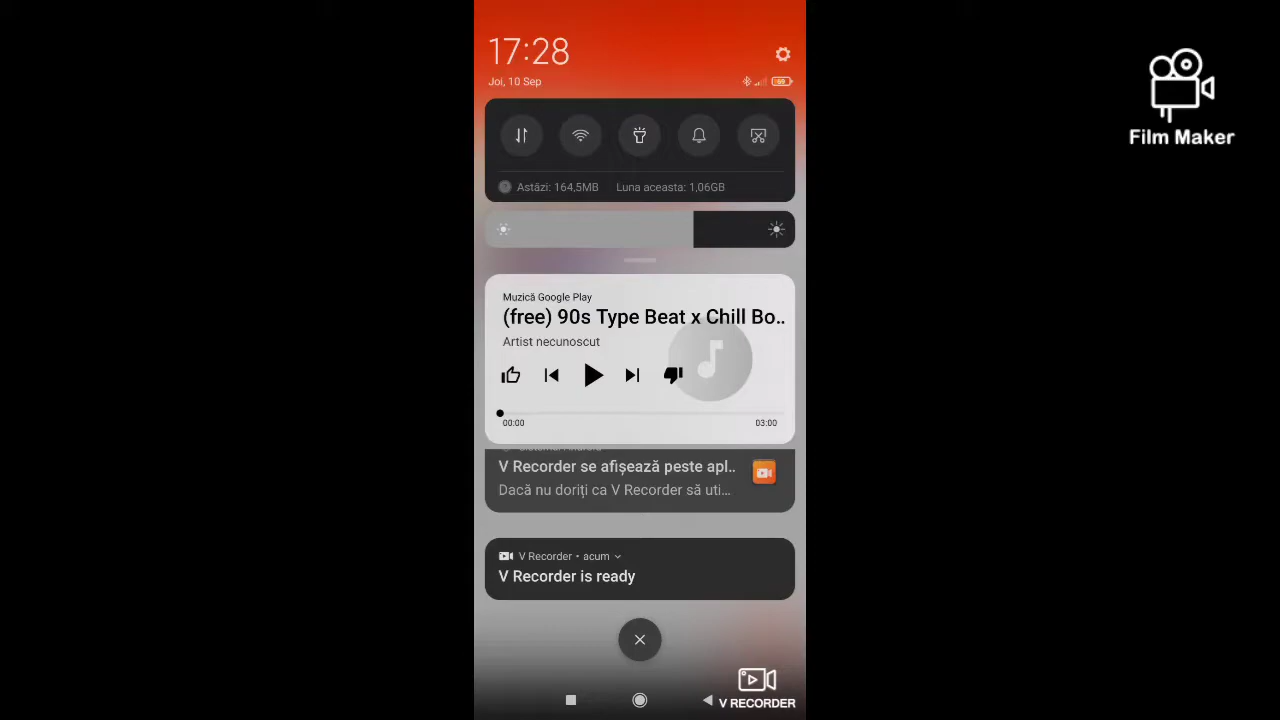 17:28
Joi, 10 Sep
Film Maker
Astăzi: 164,5MB Luna aceasta: 1,06GB
Muzică Google Play
(free) 90s Type Beat x Chill Bo..
Artist necunoscut
00:00 03:00
V Recorder se afișează peste apl..
Dacă nu doriți ca V Recorder să uti...
V Recorder • acum
V Recorder is ready
V RECORDER